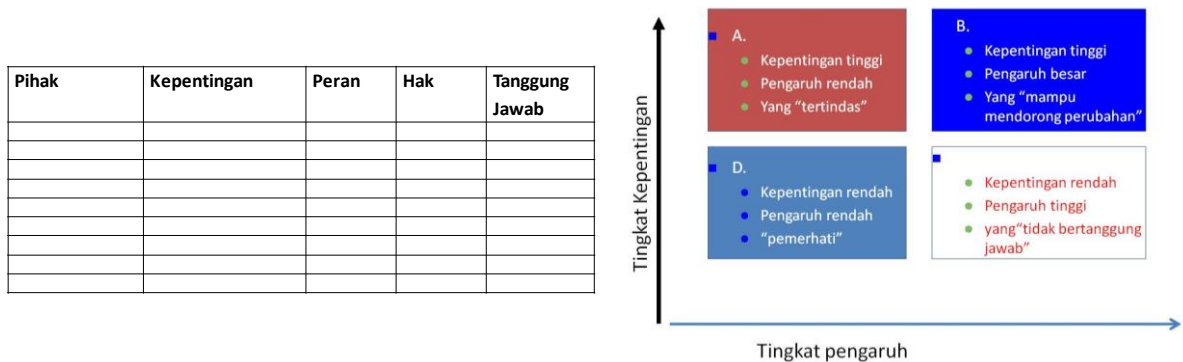 Pihak
Kepentingan
Peran
Hak
Tanggung
Jawab
Tingkat Kepentingan
A.
Kepentingan tinggi
Pengaruh rendah
Yang “tertindas”
B.
Kepentingan tinggi
Pengaruh besar
Yang “mampu
mendorong perubahan”
D.
Kepentingan rendah
Pengaruh rendah
“pemerhati”
Kepentingan rendah
Pengaruh tinggi
yang“tidak bertanggung
jawab”
Tingkat pengaruh